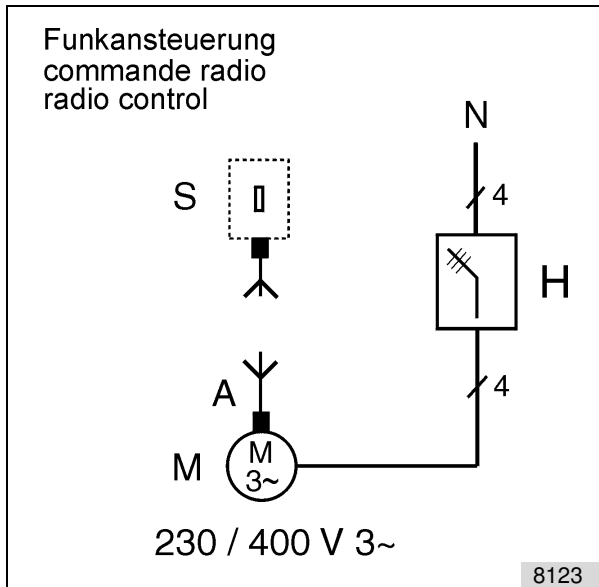 Funkansteuerung
commande radio
radio control
N
S
4
H
4
A
M
M
3~
230 / 400 V 3~
8123